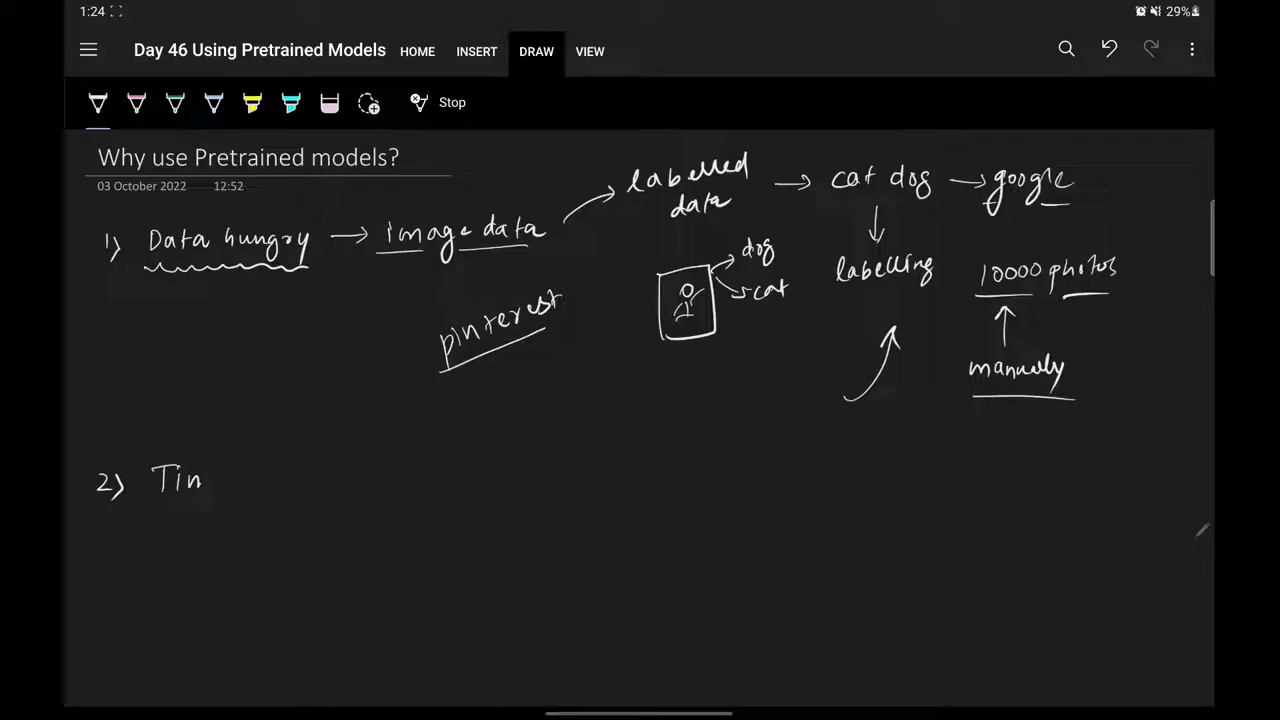 1:24 29%
Day 46 Using Pretrained Models HOME INSERT DRAW VIEW
Stop
Why use Pretrained models?
03 October 2022 12:52
1) Data hungry → image data → labelled data → cat dog → google
dog
cat
labelling
10000 photos
pinterest
manually
2) Tin